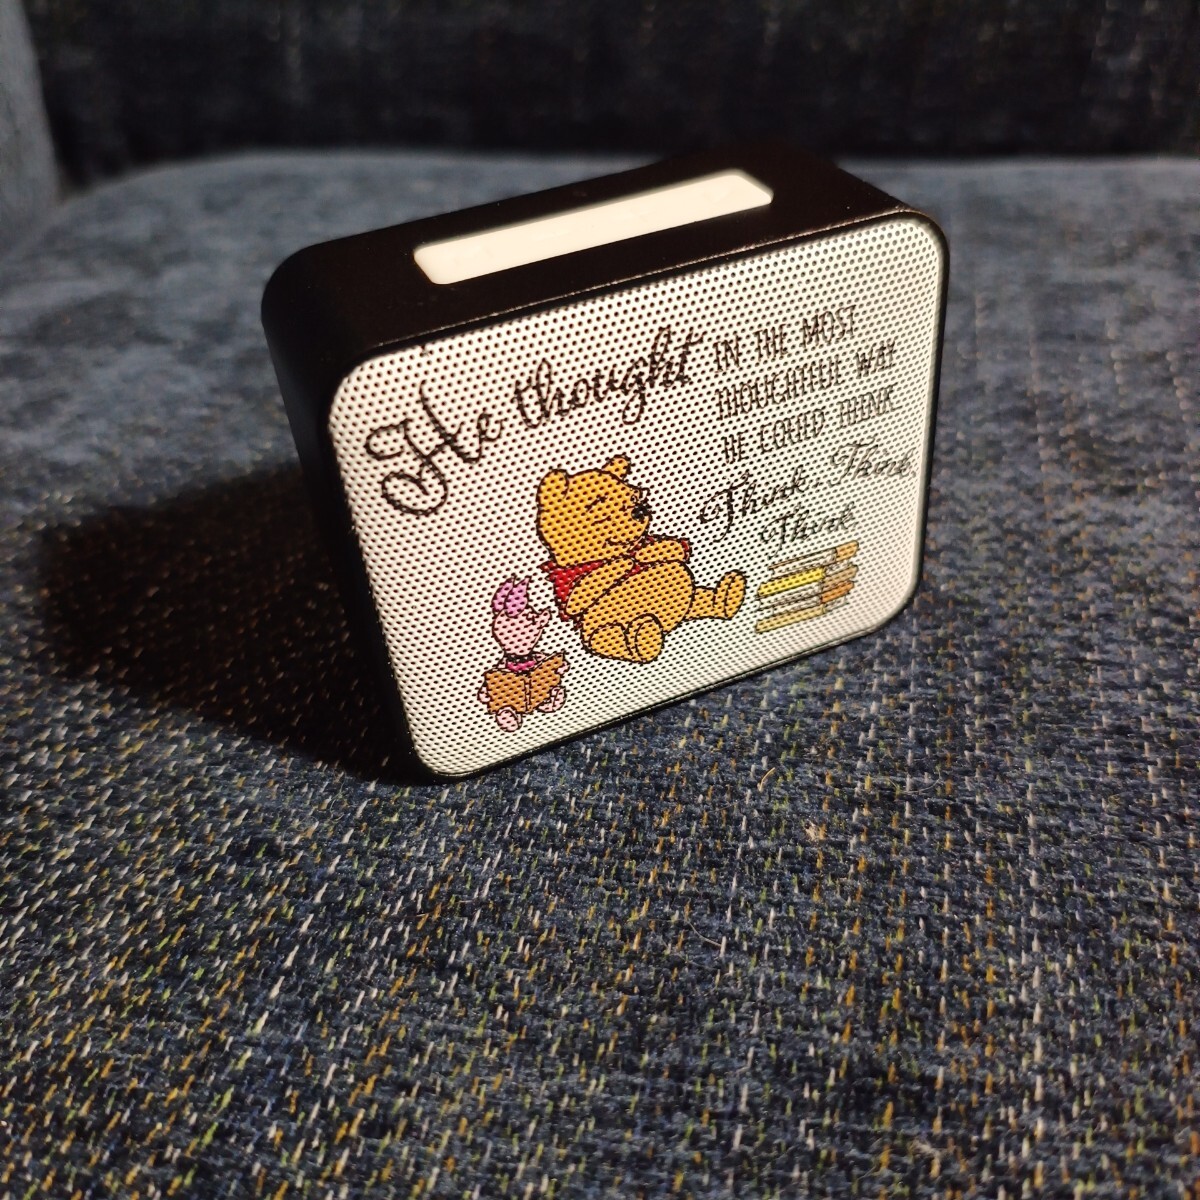 He thought
IN THE MOST
THOUGHTFUL WAY
HE COULD THINK
Think Think
Think